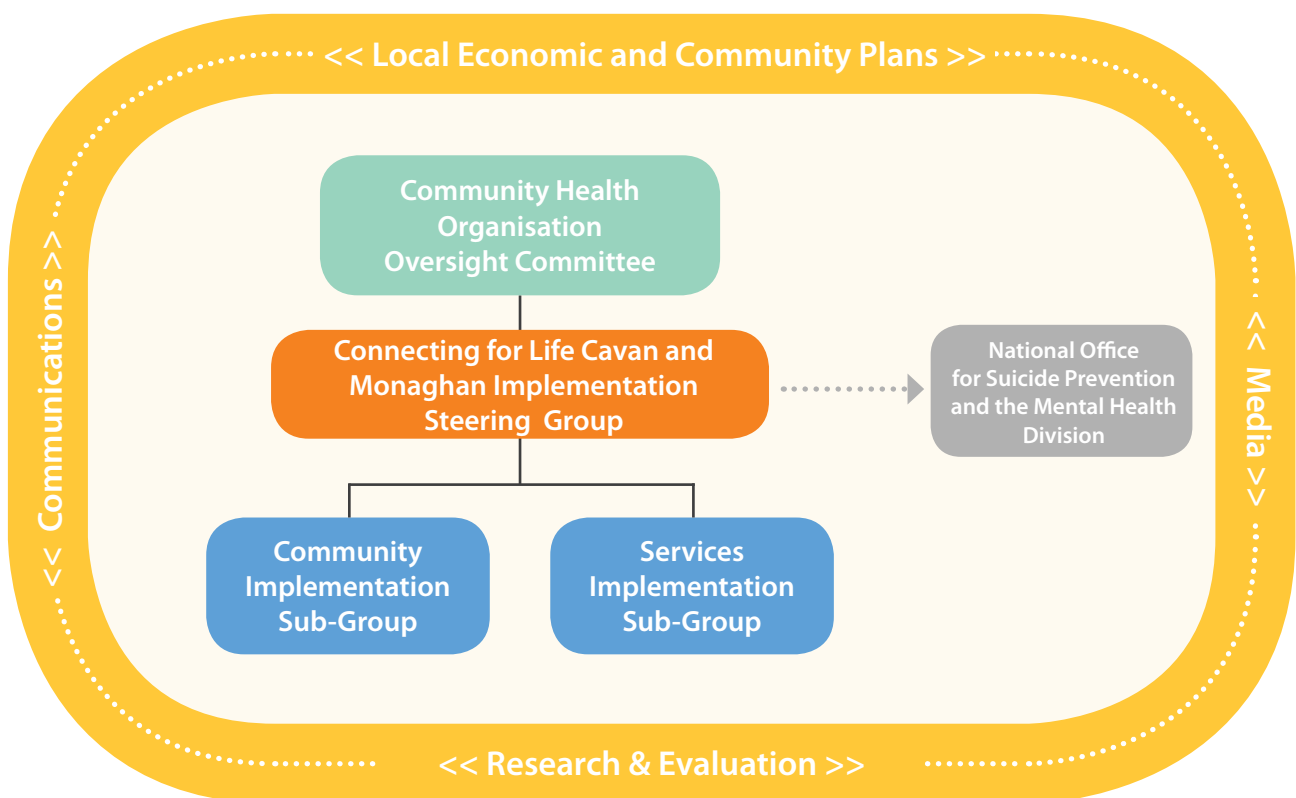 << Local Economic and Community Plans >>
Community Health
Organisation
Oversight Committee
Connecting for Life Cavan and
Monaghan Implementation
Steering Group
National Office
for Suicide Prevention
and the Mental Health
Division
Community
Implementation
Sub-Group
Services
Implementation
Sub-Group
<< Communications >>
<< Media >>
<< Research & Evaluation >>